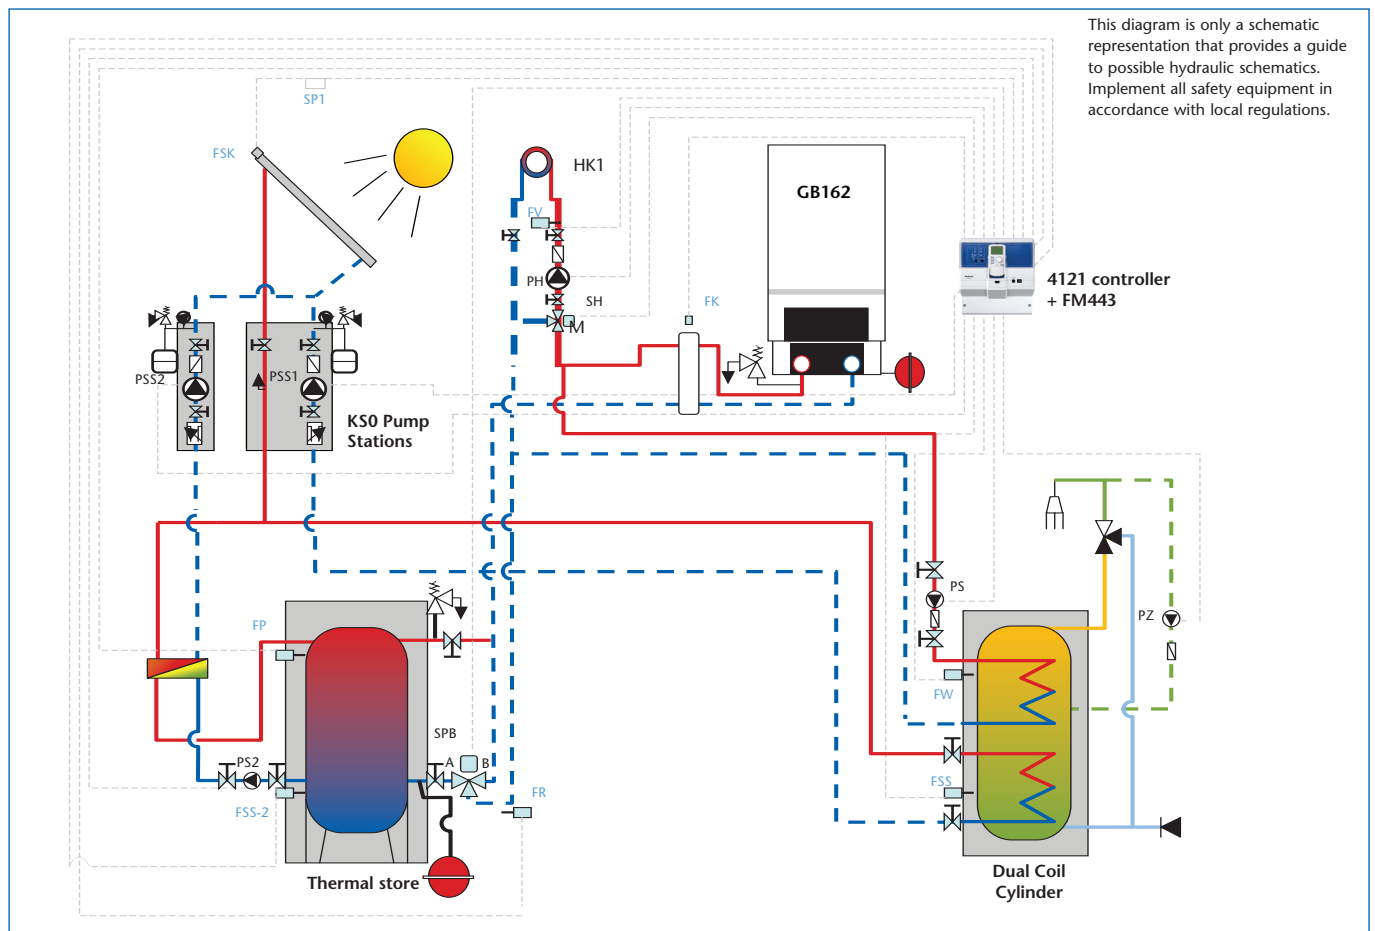 This diagram is only a schematic
representation that provides a guide
to possible hydraulic schematics.
Implement all safety equipment in
accordance with local regulations.
SP1
FSK
HK1
GB162
FV
4121 controller
+ FM443
PH
SH
FK
M
PSS2
PSS1
KS0 Pump
Stations
PS
PZ
FP
FW
SPB
A
B
PS2
FSS
FR
FSS-2
Thermal store
Dual Coil
Cylinder